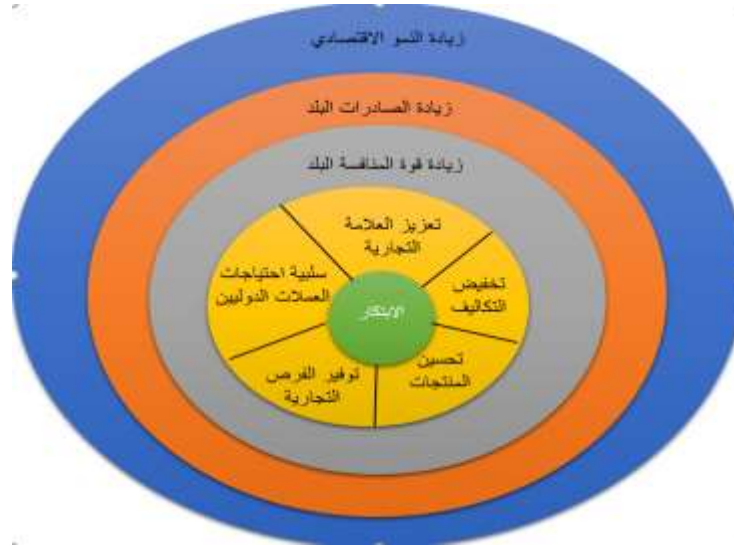 زيادة النمو الاقتصادي
زيادة الصادرات البلد
زيادة قوة المنافسة البلد
تعزيز العلامة
التجارية
سلبية احتياجات
العملات الدوليين
تخفيض
التكاليف
الابتكار
تحسين
المنتجات
توفير الفرص
التجارية